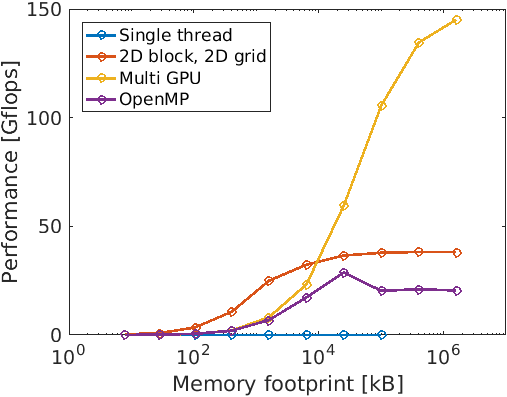 150
100
50
0
Performance [Gflops]
Single thread
2D block, 2D grid
Multi GPU
OpenMP
10^0 10^2 10^4 10^6
Memory footprint [kB]